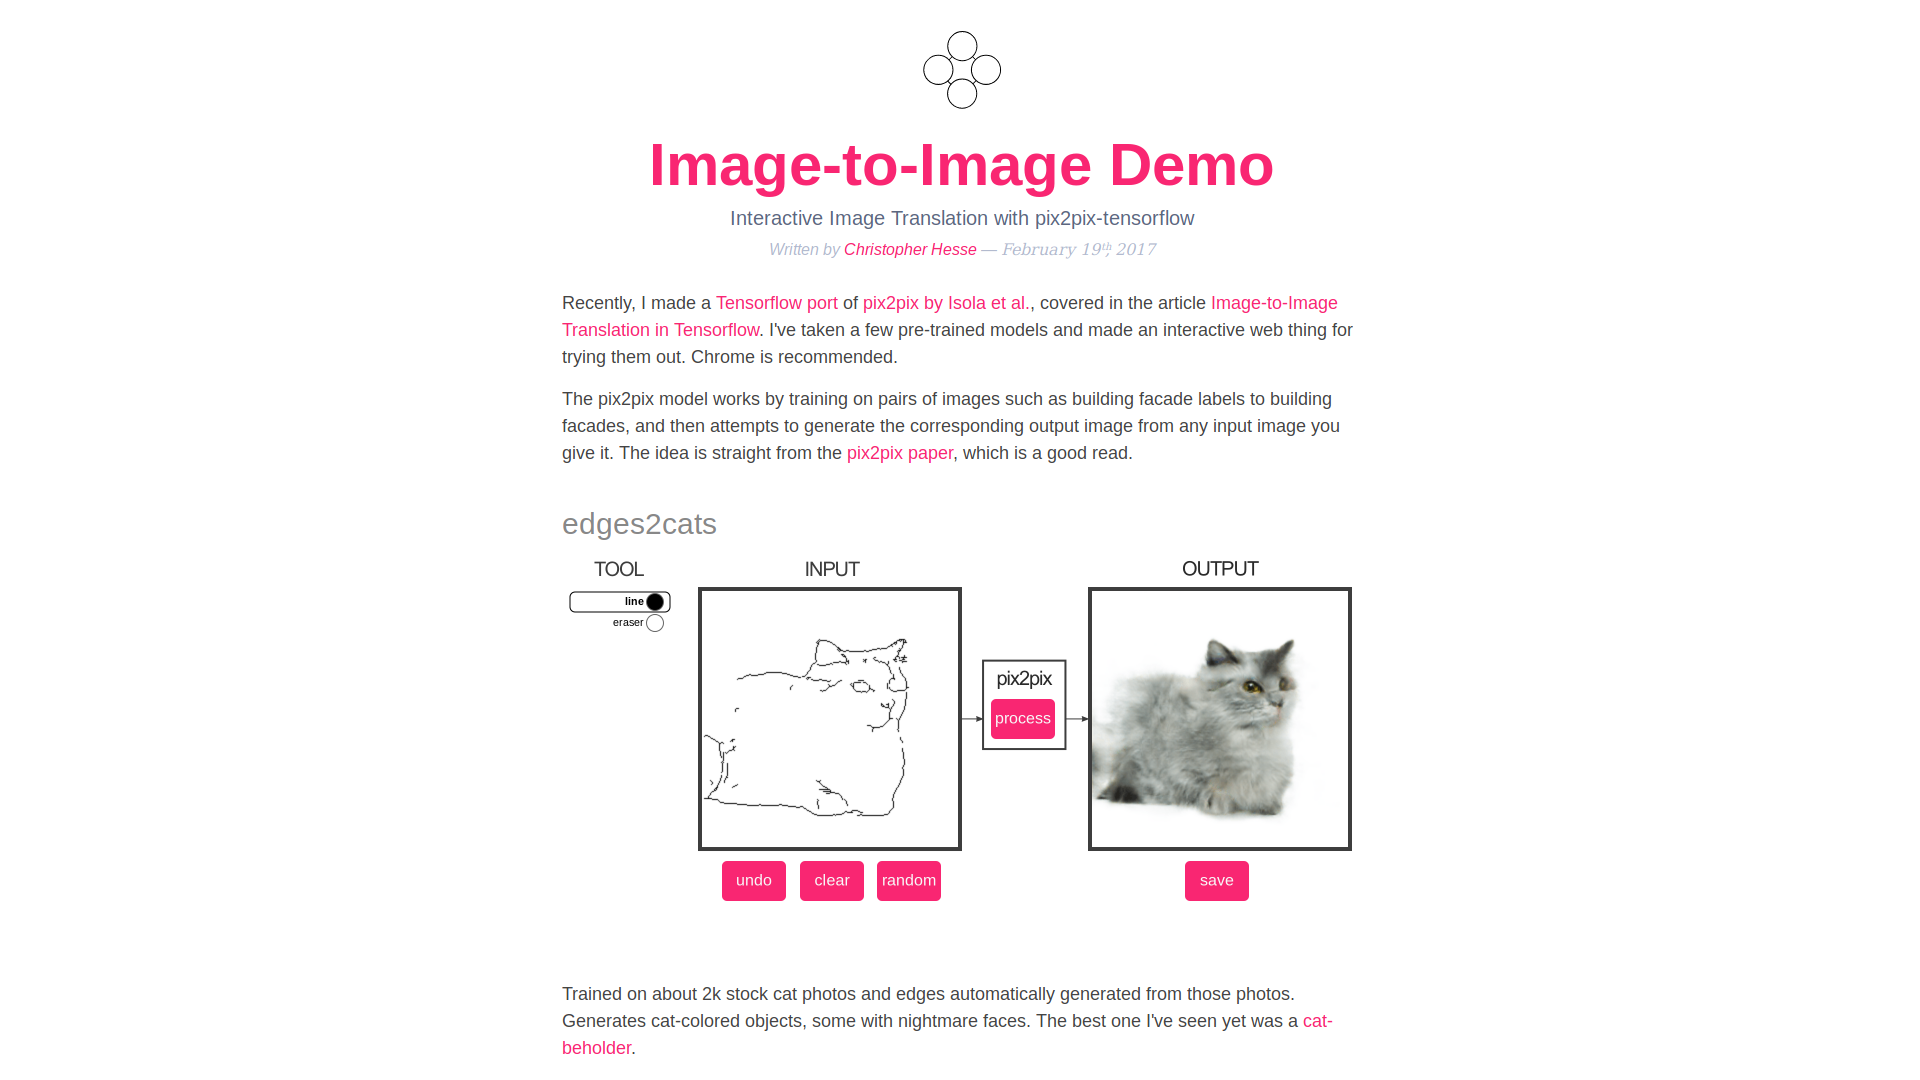 Image-to-Image Demo
Interactive Image Translation with pix2pix-tensorflow
Written by Christopher Hesse — February 19th, 2017
Recently, I made a Tensorflow port of pix2pix by Isola et al., covered in the article Image-to-Image
Translation in Tensorflow. I've taken a few pre-trained models and made an interactive web thing for
trying them out. Chrome is recommended.
The pix2pix model works by training on pairs of images such as building facade labels to building
facades, and then attempts to generate the corresponding output image from any input image you
give it. The idea is straight from the pix2pix paper, which is a good read.
edges2cats
TOOL
INPUT
OUTPUT
line
eraser
pix2pix
process
undo
clear
random
save
Trained on about 2k stock cat photos and edges automatically generated from those photos.
Generates cat-colored objects, some with nightmare faces. The best one I've seen yet was a cat-
beholder.